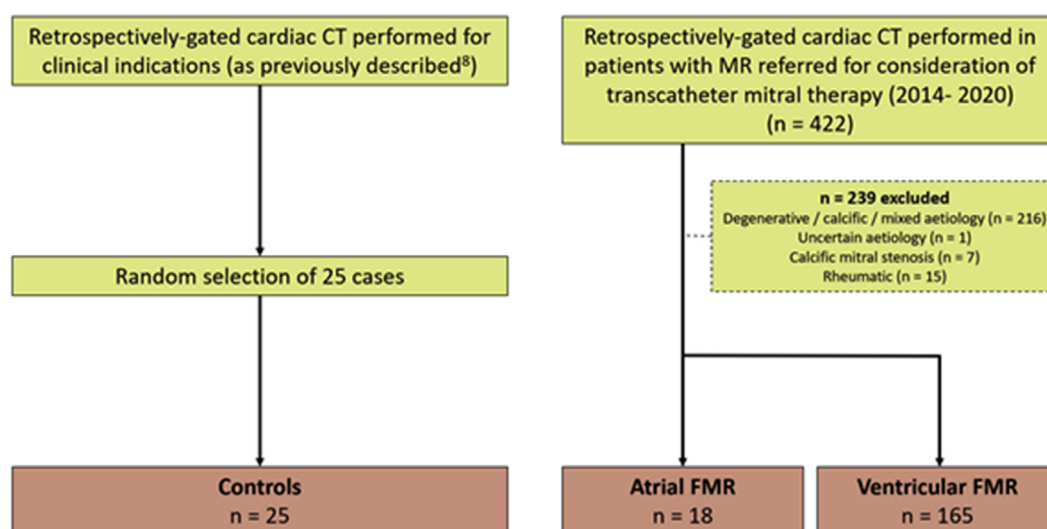 Retrospectively-gated cardiac CT performed for
clinical indications (as previously described⁸)
Random selection of 25 cases
Controls
n = 25
Retrospectively-gated cardiac CT performed in
patients with MR referred for consideration of
transcatheter mitral therapy (2014- 2020)
(n = 422)
n = 239 excluded
Degenerative / calcific / mixed aetiology (n = 216)
Uncertain aetiology (n = 1)
Calcific mitral stenosis (n = 7)
Rheumatic (n = 15)
Atrial FMR
n = 18
Ventricular FMR
n = 165